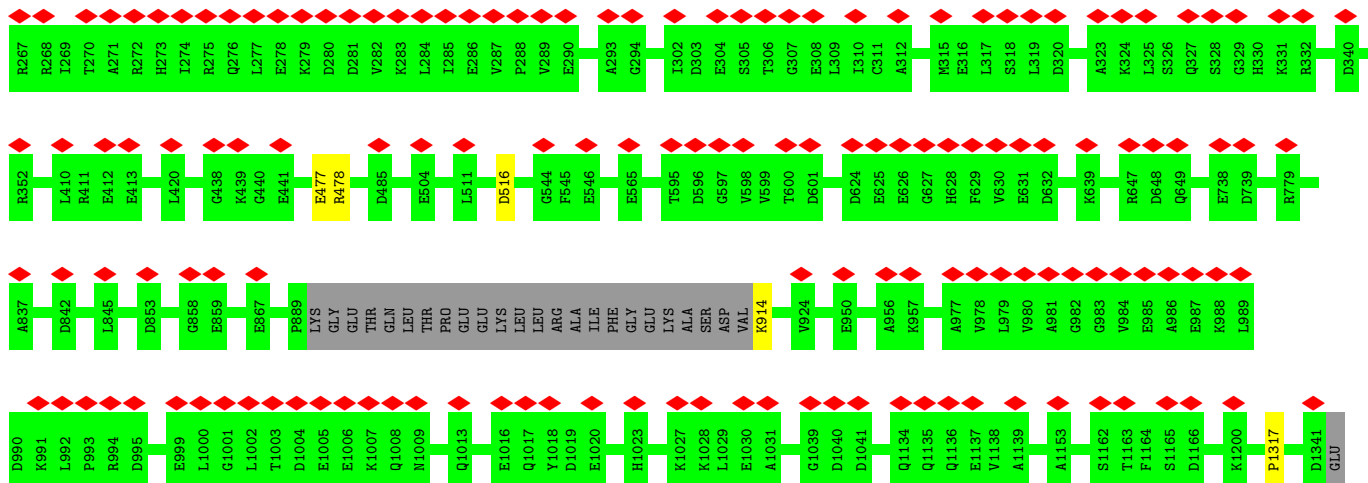 R267 R268 I269 T270 A271 R272 H273 I274 R275 Q276 L277 E278 K279 D280 D281 V282 K283 L284 I285 E286 V287 P288 V289 E290 A293 G294 I302 D303 E304 S305 T306 G307 E308 L309 I310 C311 A312 M315 E316 L317 S318 L319 D320 A323 K324 L325 S326 Q327 S328 G329 H330 K331 R332 D340
R352 L410 R411 E412 E413 L420 G438 K439 G440 E441 E477 R478 D485 E504 L511 D516 G544 F545 E546 E565 T595 D596 G597 V598 V599 T600 D601 D624 E625 E626 G627 H628 F629 V630 E631 D632 K639 R647 D648 Q649 E738 D739 R779
A837 D842 L845 D853 G858 E859 E867 P889 LYS GLY GLU THR GLN LEU THR PRO GLU GLU LYS LEU LEU ARG ALA ILE PHE GLY GLU LYS ALA SER ASP VAL K914 V924 E950 A956 K957 A977 V978 L979 V980 A981 G982 G983 V984 E985 A986 E987 K988 L989
D990 K991 L992 P993 R994 D995 E999 L1000 G1001 L1002 T1003 D1004 E1005 E1006 K1007 Q1008 N1009 Q1013 E1016 Q1017 Y1018 D1019 E1020 H1023 K1027 K1028 L1029 E1030 A1031 G1039 D1040 D1041 Q1134 Q1135 Q1136 E1137 V1138 A1139 A1153 S1162 T1163 F1164 S1165 D1166 K1200 P1317 D1341 GLU